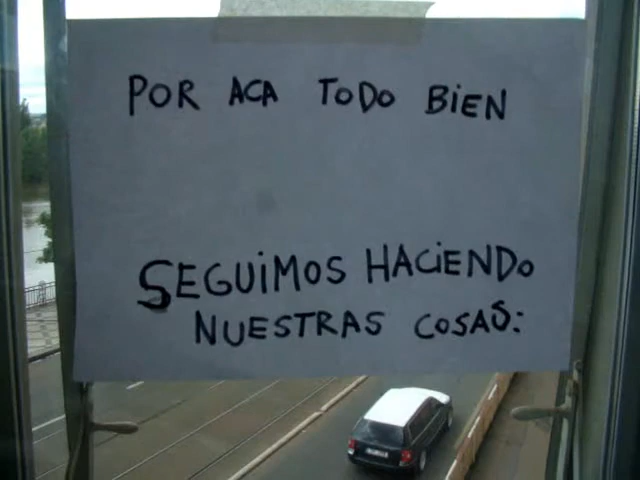 POR ACA TODO BIEN
SEGUIMOS HACIENDO
NUESTRAS COSAS: